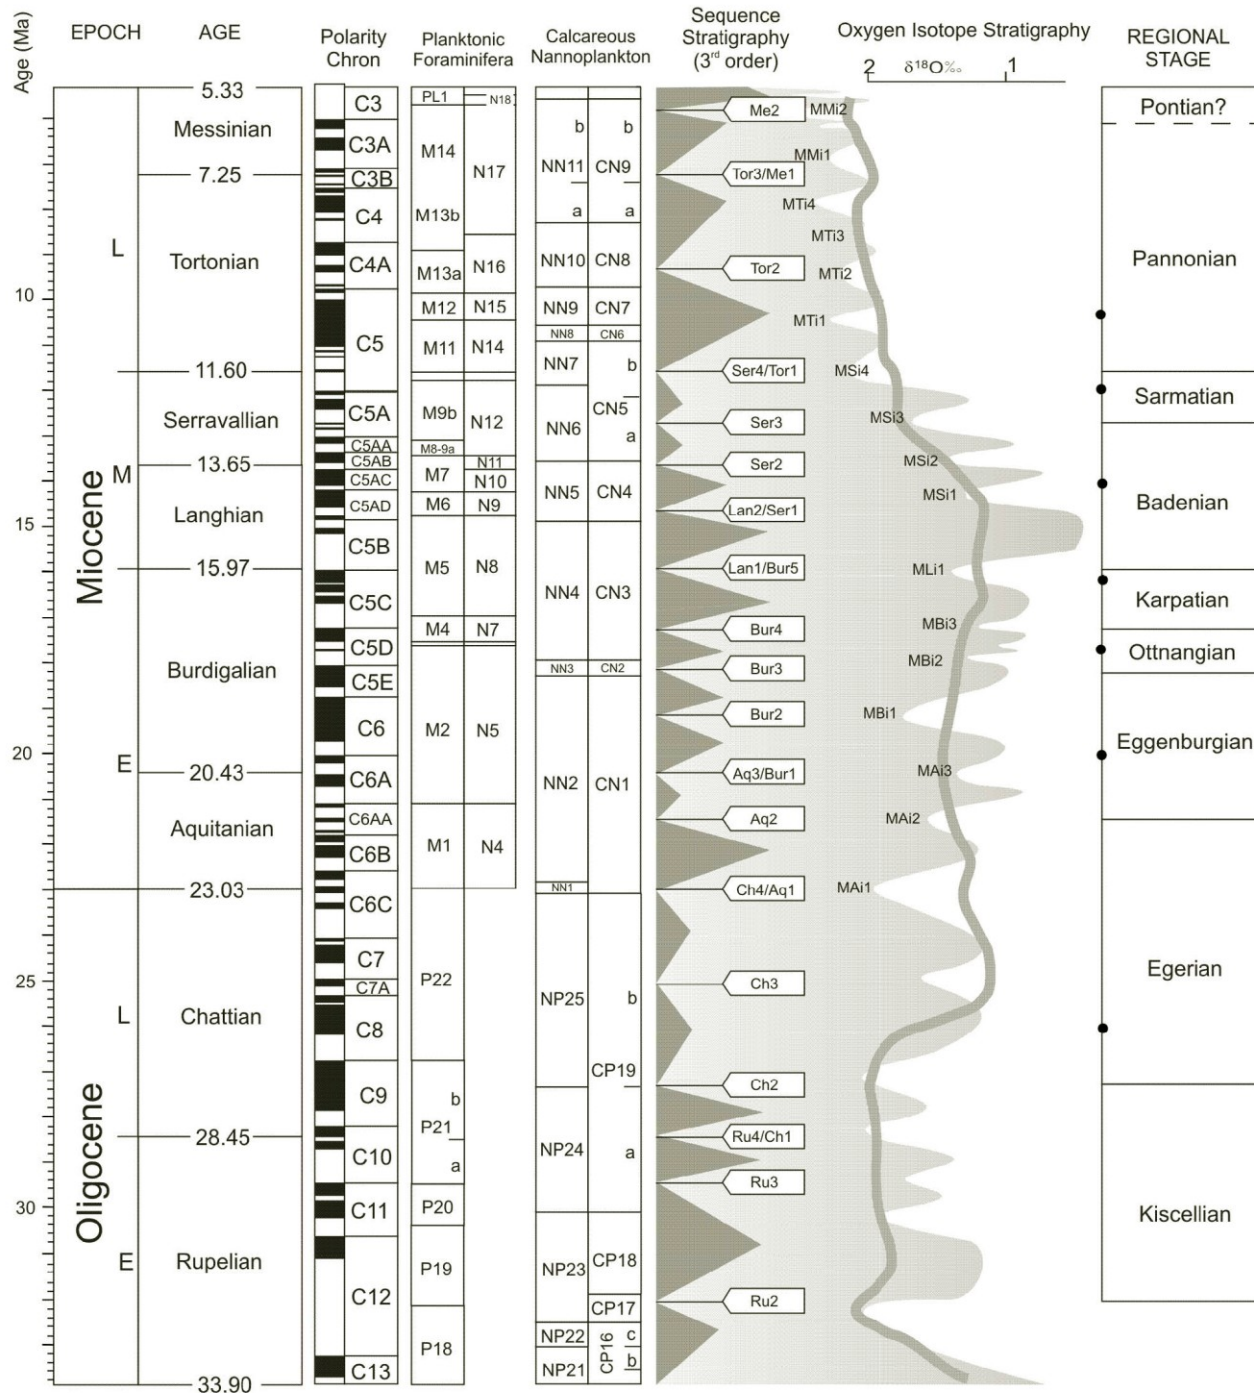 Age (Ma)
EPOCH
AGE
Polarity
Chron
Planktonic
Foraminifera
Calcareous
Nannoplankton
Sequence
Stratigraphy
(3rd order)
Oxygen Isotope Stratigraphy
δ18O‰
2
1
REGIONAL
STAGE
10
15
20
25
30
Miocene
Oligocene
L
M
E
L
E
5.33
Messinian
7.25
Tortonian
11.60
Serravallian
13.65
Langhian
15.97
Burdigalian
20.43
Aquitanian
23.03
Chattian
28.45
Rupelian
33.90
C3
C3A
C3B
C4
C4A
C5
C5A
C5AA
C5AB
C5AC
C5AD
C5B
C5C
C5D
C5E
C6
C6A
C6AA
C6B
C6C
C7
C7A
C8
C9
C10
C11
C12
C13
PL1
M14
M13b
M13a
M12
M11
M9b
M8-9a
M7
M6
M5
M4
M2
M1
P22
b
P21
a
P20
P19
P18
N18
N17
N16
N15
N14
N12
N11
N10
N9
N8
N7
N5
N4
b
NN11
a
NN10
NN9
NN8
NN7
NN6
NN5
NN4
NN3
NN2
NN1
NP25
NP24
NP23
NP22
NP21
b
CN9
a
CN8
CN7
CN6
b
CN5
a
CN4
CN3
CN2
CN1
b
CP19
a
CP18
CP17
CP16
c
b
Me2
Tor3/Me1
Tor2
Ser4/Tor1
Ser3
Ser2
Lan2/Ser1
Lan1/Bur5
Bur4
Bur3
Bur2
Aq3/Bur1
Aq2
Ch4/Aq1
Ch3
Ch2
Ru4/Ch1
Ru3
Ru2
MMi2
MMi1
MTi4
MTi3
MTi2
MTi1
MSi4
MSi3
MSi2
MSi1
MLi1
MBi3
MBi2
MBi1
MAi3
MAi2
MAi1
Pontian?
Pannonian
Sarmatian
Badenian
Karpatian
Ottnangian
Eggenburgian
Egerian
Kiscellian